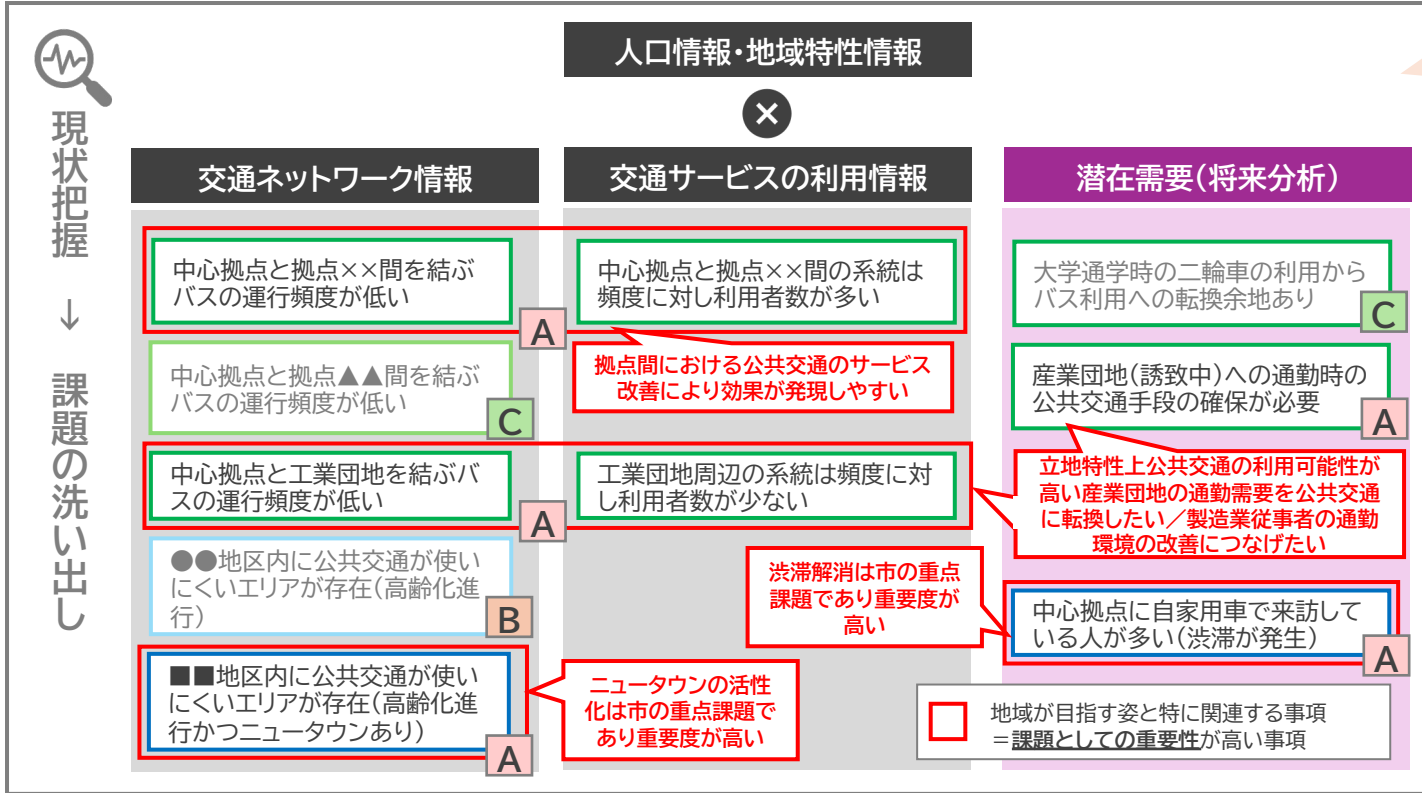 現状把握 → 課題の洗い出し
人口情報・地域特性情報
×
交通ネットワーク情報
中心拠点と拠点××間を結ぶ
バスの運行頻度が低い
A
中心拠点と拠点▲▲間を結ぶ
バスの運行頻度が低い
C
中心拠点と工業団地を結ぶバ
スの運行頻度が低い
A
●●地区内に公共交通が使い
にくいエリアが存在(高齢化進
行)
B
■■地区内に公共交通が使い
にくいエリアが存在(高齢化進
行かつニュータウンあり)
A
ニュータウンの活性
化は市の重点課題で
あり重要度が高い
交通サービスの利用情報
中心拠点と拠点××間の系統は
頻度に対し利用者数が多い
拠点間における公共交通のサービス
改善により効果が発現しやすい
工業団地周辺の系統は頻度に対
し利用者数が少ない
渋滞解消は市の重点
課題であり重要度が
高い
潜在需要(将来分析)
大学通学時の二輪車の利用から
バス利用への転換余地あり
C
産業団地(誘致中)への通勤時の
公共交通手段の確保が必要
A
立地特性上公共交通の利用可能性が
高い産業団地の通勤需要を公共交通
に転換したい/製造業従事者の通勤
環境の改善につなげたい
中心拠点に自家用車で来訪して
いる人が多い(渋滞が発生)
A
地域が目指す姿と特に関連する事項
=課題としての重要性が高い事項